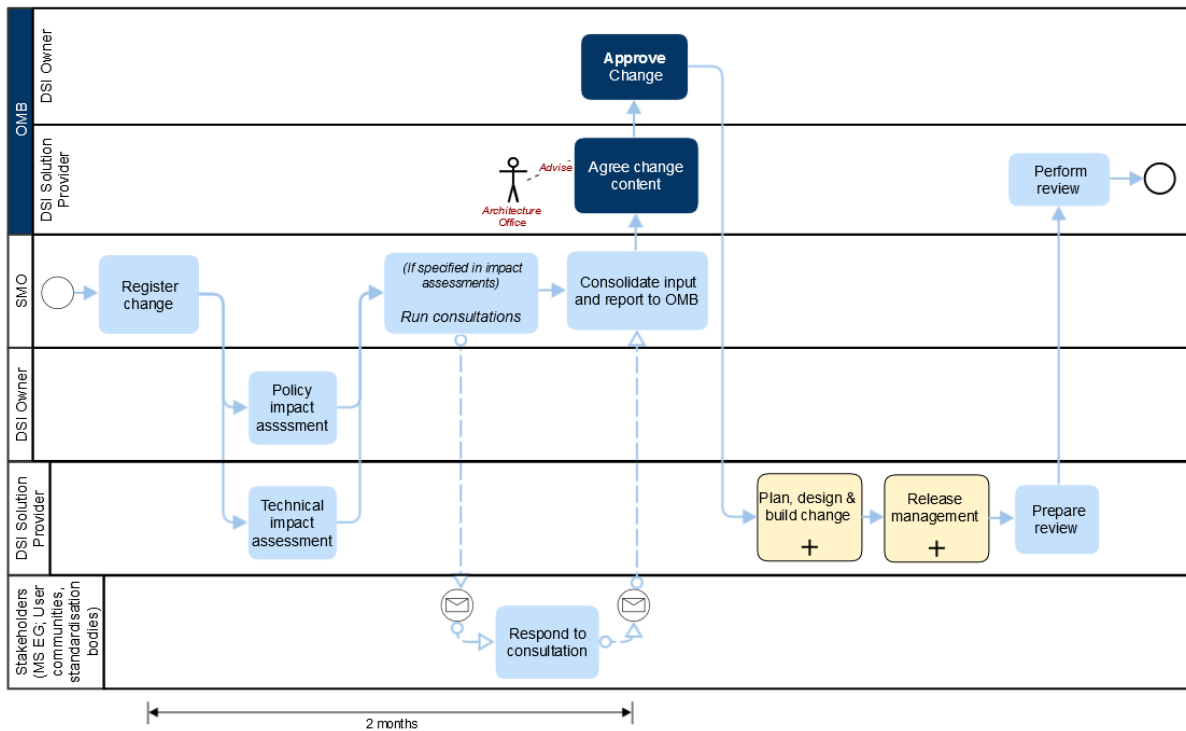 OMB
DSI Owner
Approve
Change
DSI Solution
Provider
Advise
Architecture
Office
Agree change
content
Perform
review
SMO
Register
change
(If specified in impact
assessments)
Run consultations
Consolidate input
and report to OMB
DSI Owner
Policy
impact
asssment
DSI Solution
Provider
Technical
impact
assessment
Plan, design &
build change
Release
management
Prepare
review
Stakeholders
(MS EG; User
communities,
standardisation
bodies)
Respond to
consultation
2 months